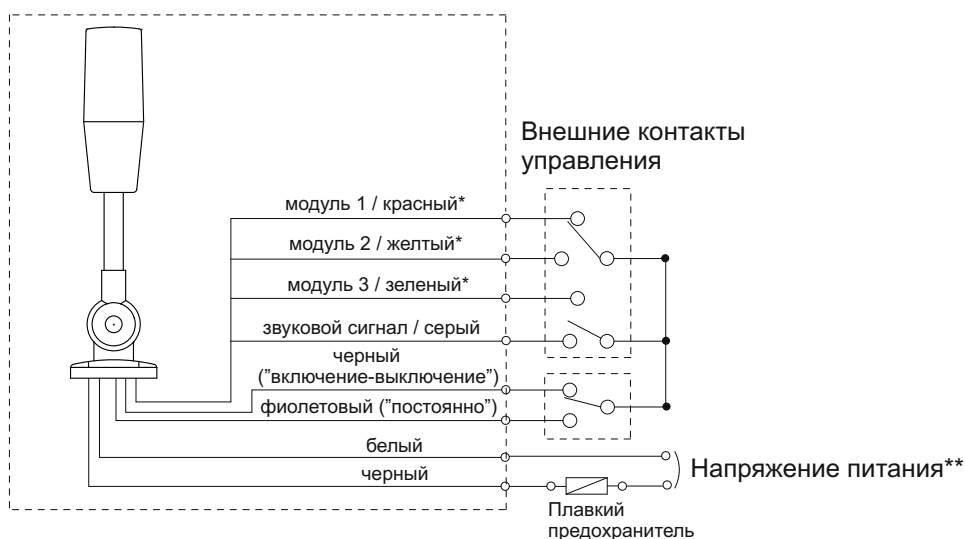 Внешние контакты
управления
модуль 1 / красный*
модуль 2 / желтый*
модуль 3 / зеленый*
звуковой сигнал / серый
черный
(”включение-выключение”)
фиолетовый (”постоянно”)
белый
черный
Напряжение питания**
Плавкий
предохранитель